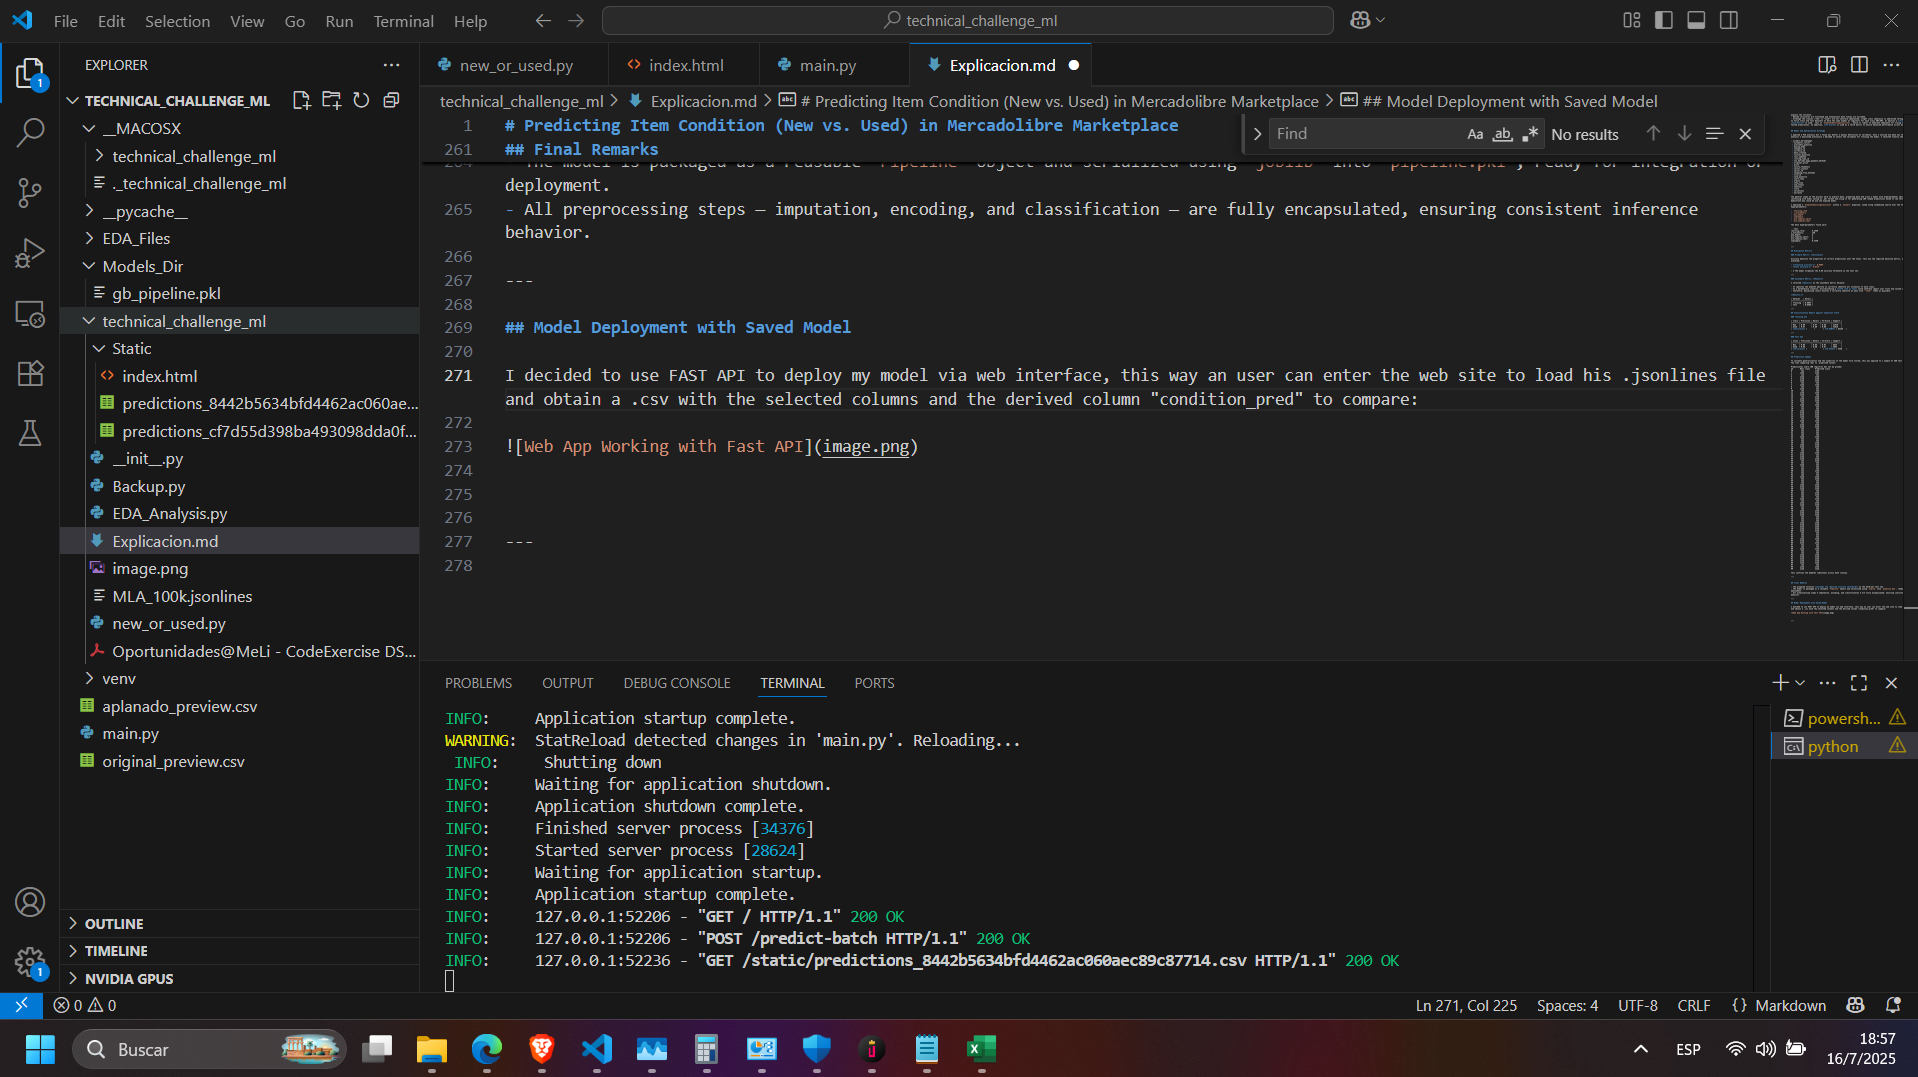 File Edit Selection View Go Run Terminal Help
technical_challenge_ml
EXPLORER
TECHNICAL_CHALLENGE_ML
__MACOSX
technical_challenge_ml
._technical_challenge_ml
__pycache__
EDA_Files
Models_Dir
gb_pipeline.pkl
technical_challenge_ml
Static
index.html
predictions_8442b5634bfd4462ac060ae...
predictions_cf7d55d398ba493098dda0f...
__init__.py
Backup.py
EDA_Analysis.py
Explicacion.md
image.png
MLA_100k.jsonlines
new_or_used.py
Oportunidades@MeLi - CodeExercise DS...
venv
aplanado_preview.csv
main.py
original_preview.csv
OUTLINE
TIMELINE
NVIDIA GPUS
1
1
new_or_used.py
index.html
main.py
Explicacion.md
technical_challenge_ml > Explicacion.md > # Predicting Item Condition (New vs. Used) in Mercadolibre Marketplace > ## Model Deployment with Saved Model
1 # Predicting Item Condition (New vs. Used) in Mercadolibre Marketplace
261 ## Final Remarks
Find Aa ab No results
deployment.
265 - All preprocessing steps — imputation, encoding, and classification — are fully encapsulated, ensuring consistent inference
behavior.
266
267 ---
268
269 ## Model Deployment with Saved Model
270
271 I decided to use FAST API to deploy my model via web interface, this way an user can enter the web site to load his .jsonlines file
and obtain a .csv with the selected columns and the derived column "condition_pred" to compare:
272
273 ![Web App Working with Fast API](image.png)
274
275
276
277 ---
278
PROBLEMS OUTPUT DEBUG CONSOLE TERMINAL PORTS
INFO: Application startup complete.
WARNING: StatReload detected changes in 'main.py'. Reloading...
INFO: Shutting down
INFO: Waiting for application shutdown.
INFO: Application shutdown complete.
INFO: Finished server process [34376]
INFO: Started server process [28624]
INFO: Waiting for application startup.
INFO: Application startup complete.
INFO: 127.0.0.1:52206 - "GET / HTTP/1.1" 200 OK
INFO: 127.0.0.1:52206 - "POST /predict-batch HTTP/1.1" 200 OK
INFO: 127.0.0.1:52236 - "GET /static/predictions_8442b5634bfd4462ac060aec89c87714.csv HTTP/1.1" 200 OK
powersh...
python
0 0
Ln 271, Col 225 Spaces: 4 UTF-8 CRLF {} Markdown
Buscar
ESP
18:57
16/7/2025